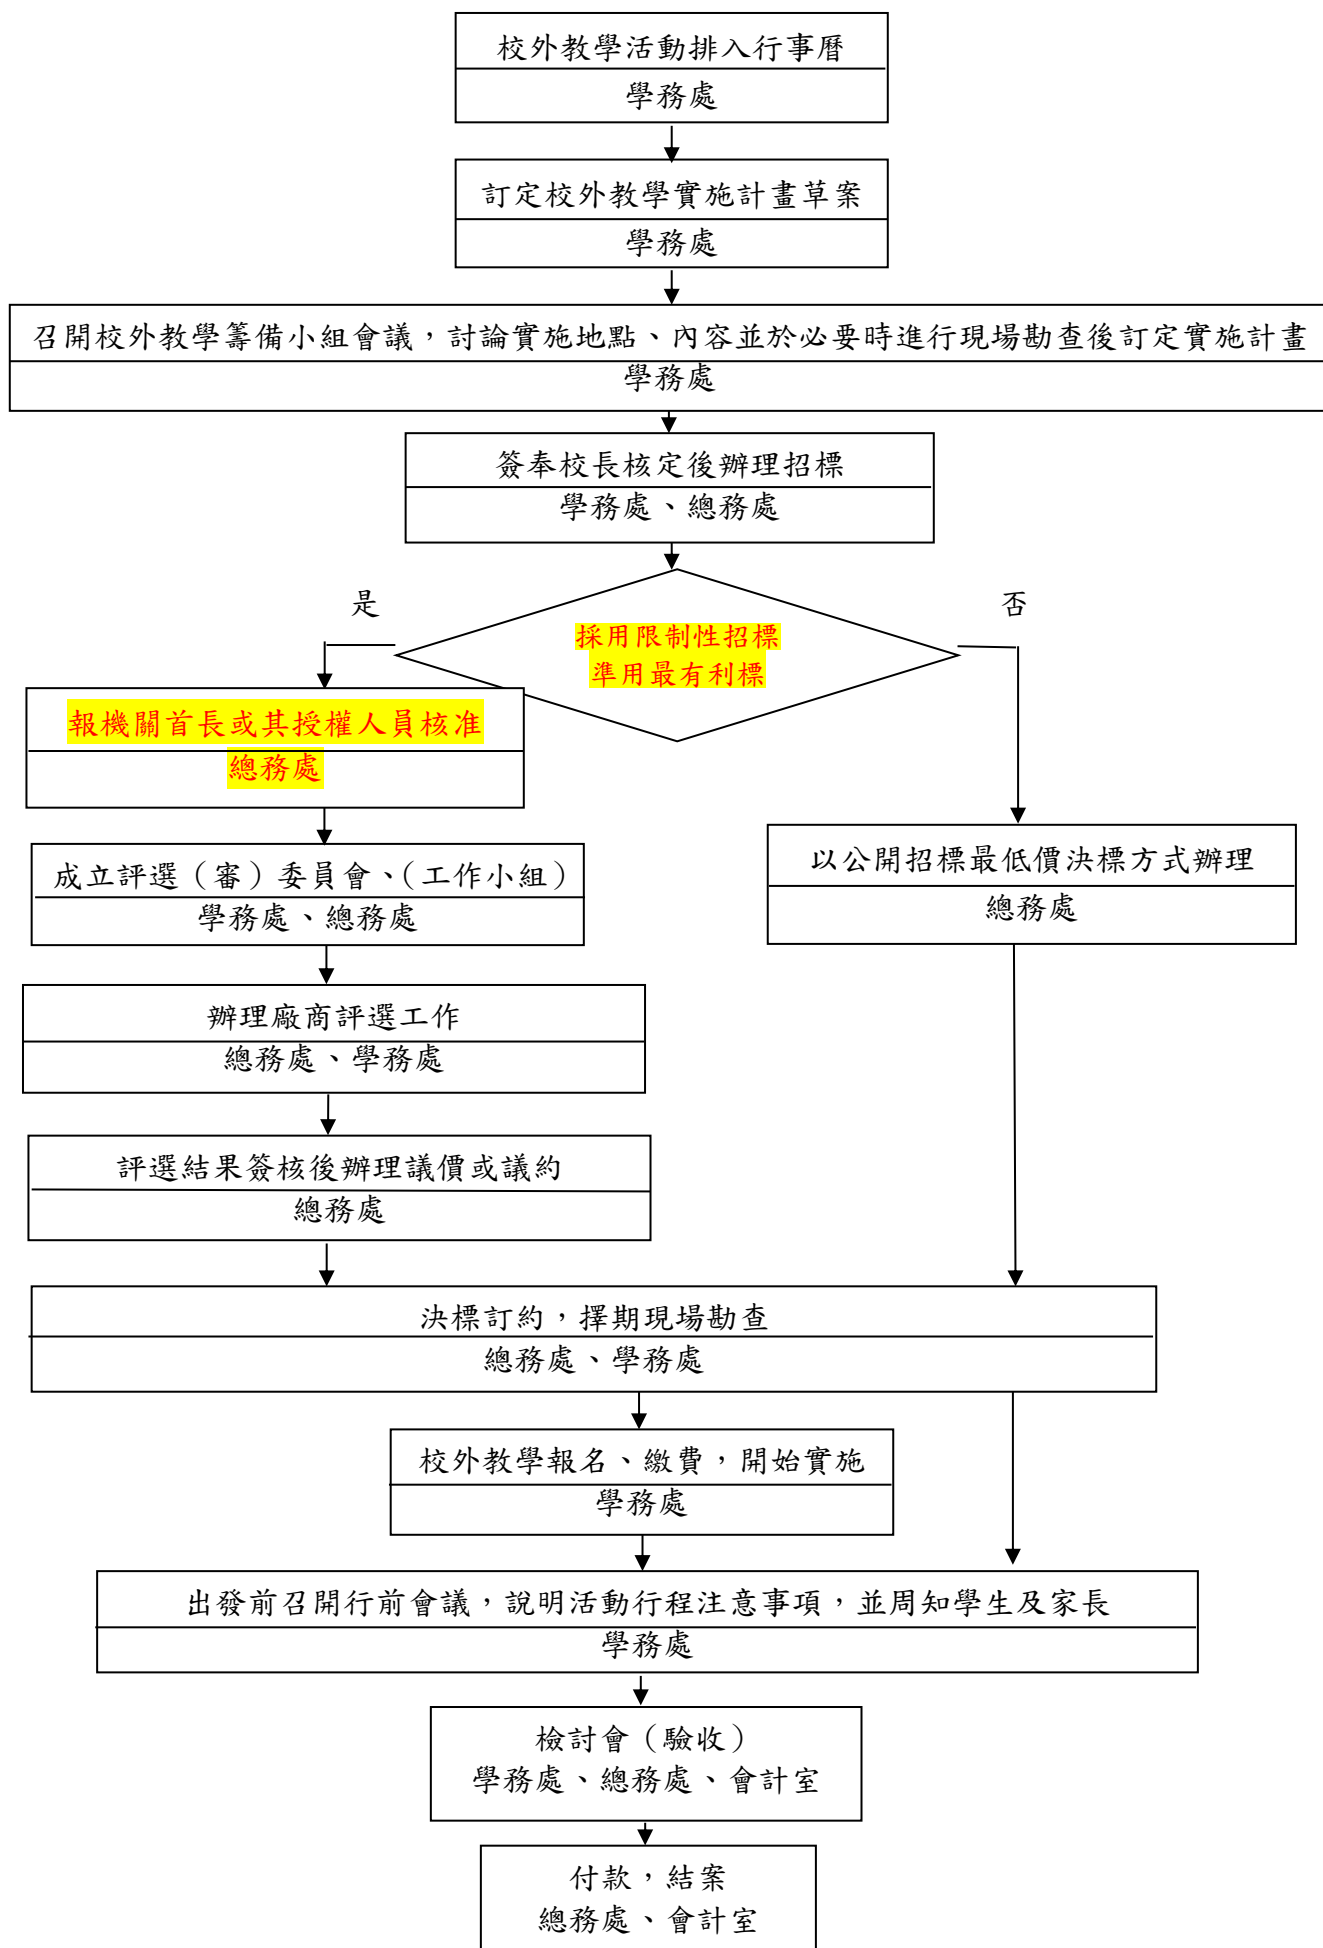 校外教學活動排入行事曆
學務處
訂定校外教學實施計畫草案
學務處
召開校外教學籌備小組會議，討論實施地點、內容並於必要時進行現場勘查後訂定實施計畫
學務處
簽奉校長核定後辦理招標
學務處、總務處
是
否
採用限制性招標
準用最有利標
報機關首長或其授權人員核准
總務處
成立評選（審）委員會、（工作小組）
學務處、總務處
以公開招標最低價決標方式辦理
總務處
辦理廠商評選工作
總務處、學務處
評選結果簽核後辦理議價或議約
總務處
決標訂約，擇期現場勘查
總務處、學務處
校外教學報名、繳費，開始實施
學務處
出發前召開行前會議，說明活動行程注意事項，並周知學生及家長
學務處
檢討會（驗收）
學務處、總務處、會計室
付款，結案
總務處、會計室